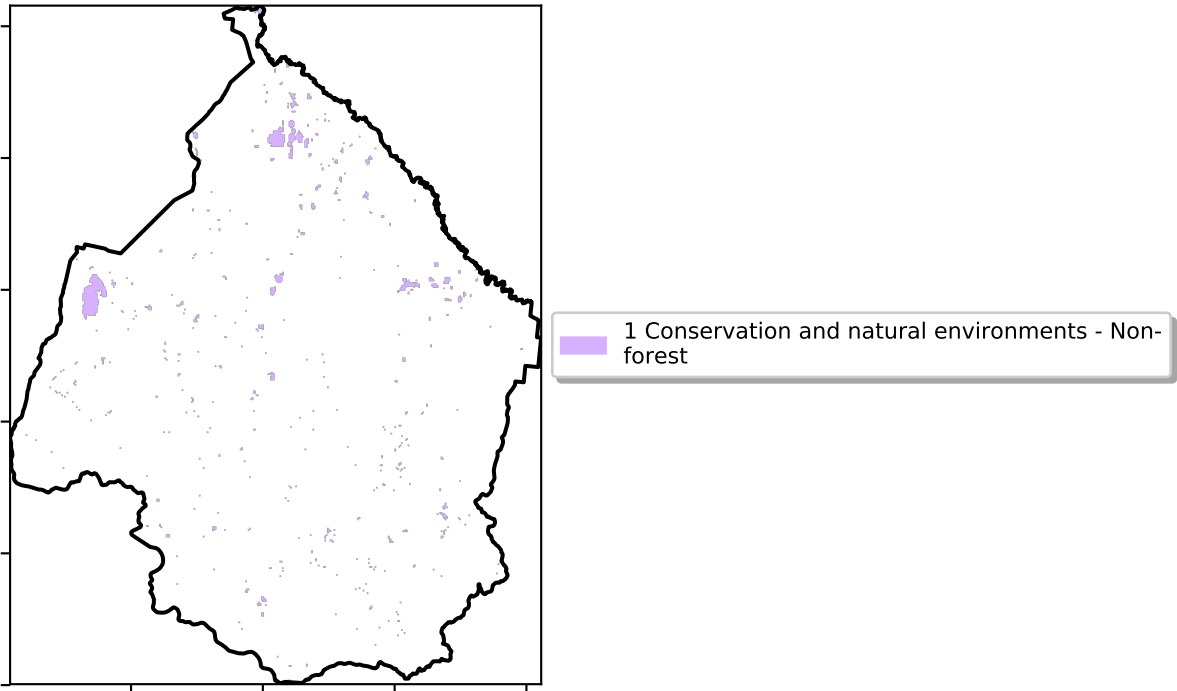 1 Conservation and natural environments - Non-
forest